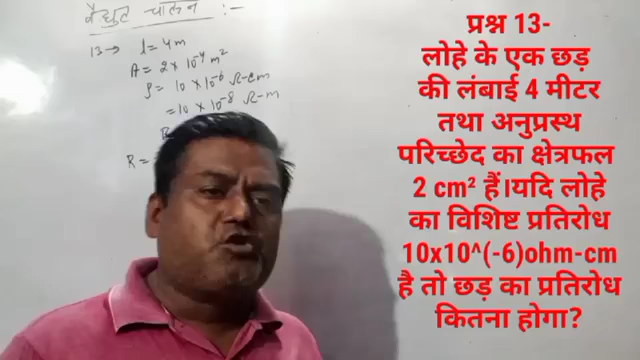 वैद्युत चालन :-
13→ l = 4m
A = 2 × 10⁻⁴ m²
ρ = 10 × 10⁻⁶ Ω-cm
= 10 × 10⁻⁸ Ω-m
R =
प्रश्न 13-
लोहे के एक छड़
की लंबाई 4 मीटर
तथा अनुप्रस्थ
परिच्छेद का क्षेत्रफल
2 cm² हैं।यदि लोहे
का विशिष्ट प्रतिरोध
10x10^(-6)ohm-cm
है तो छड़ का प्रतिरोध
कितना होगा?